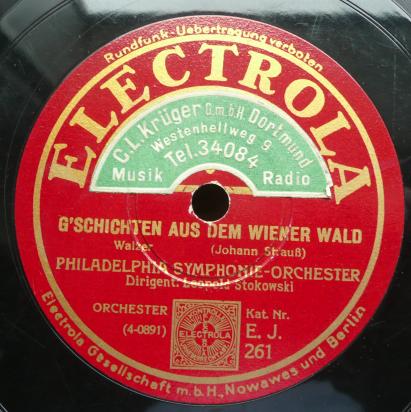 Rundfunk-Uebertragung verboten
ELECTROLA
C.L. Krüger G.m.b.H. Dortmund
Westenhellweg 9
Tel. 34084
Musik Radio
G'SCHICHTEN AUS DEM WIENER WALD
Walzer (Johann Strauß)
PHILADELPHIA SYMPHONIE-ORCHESTER
Dirigent: Leopold Stokowski
ORCHESTER
(4-0891)
ELECTROLA
Kat. Nr.
E. J.
261
Electrola Gesellschaft m.b.H., Nowawes und Berlin